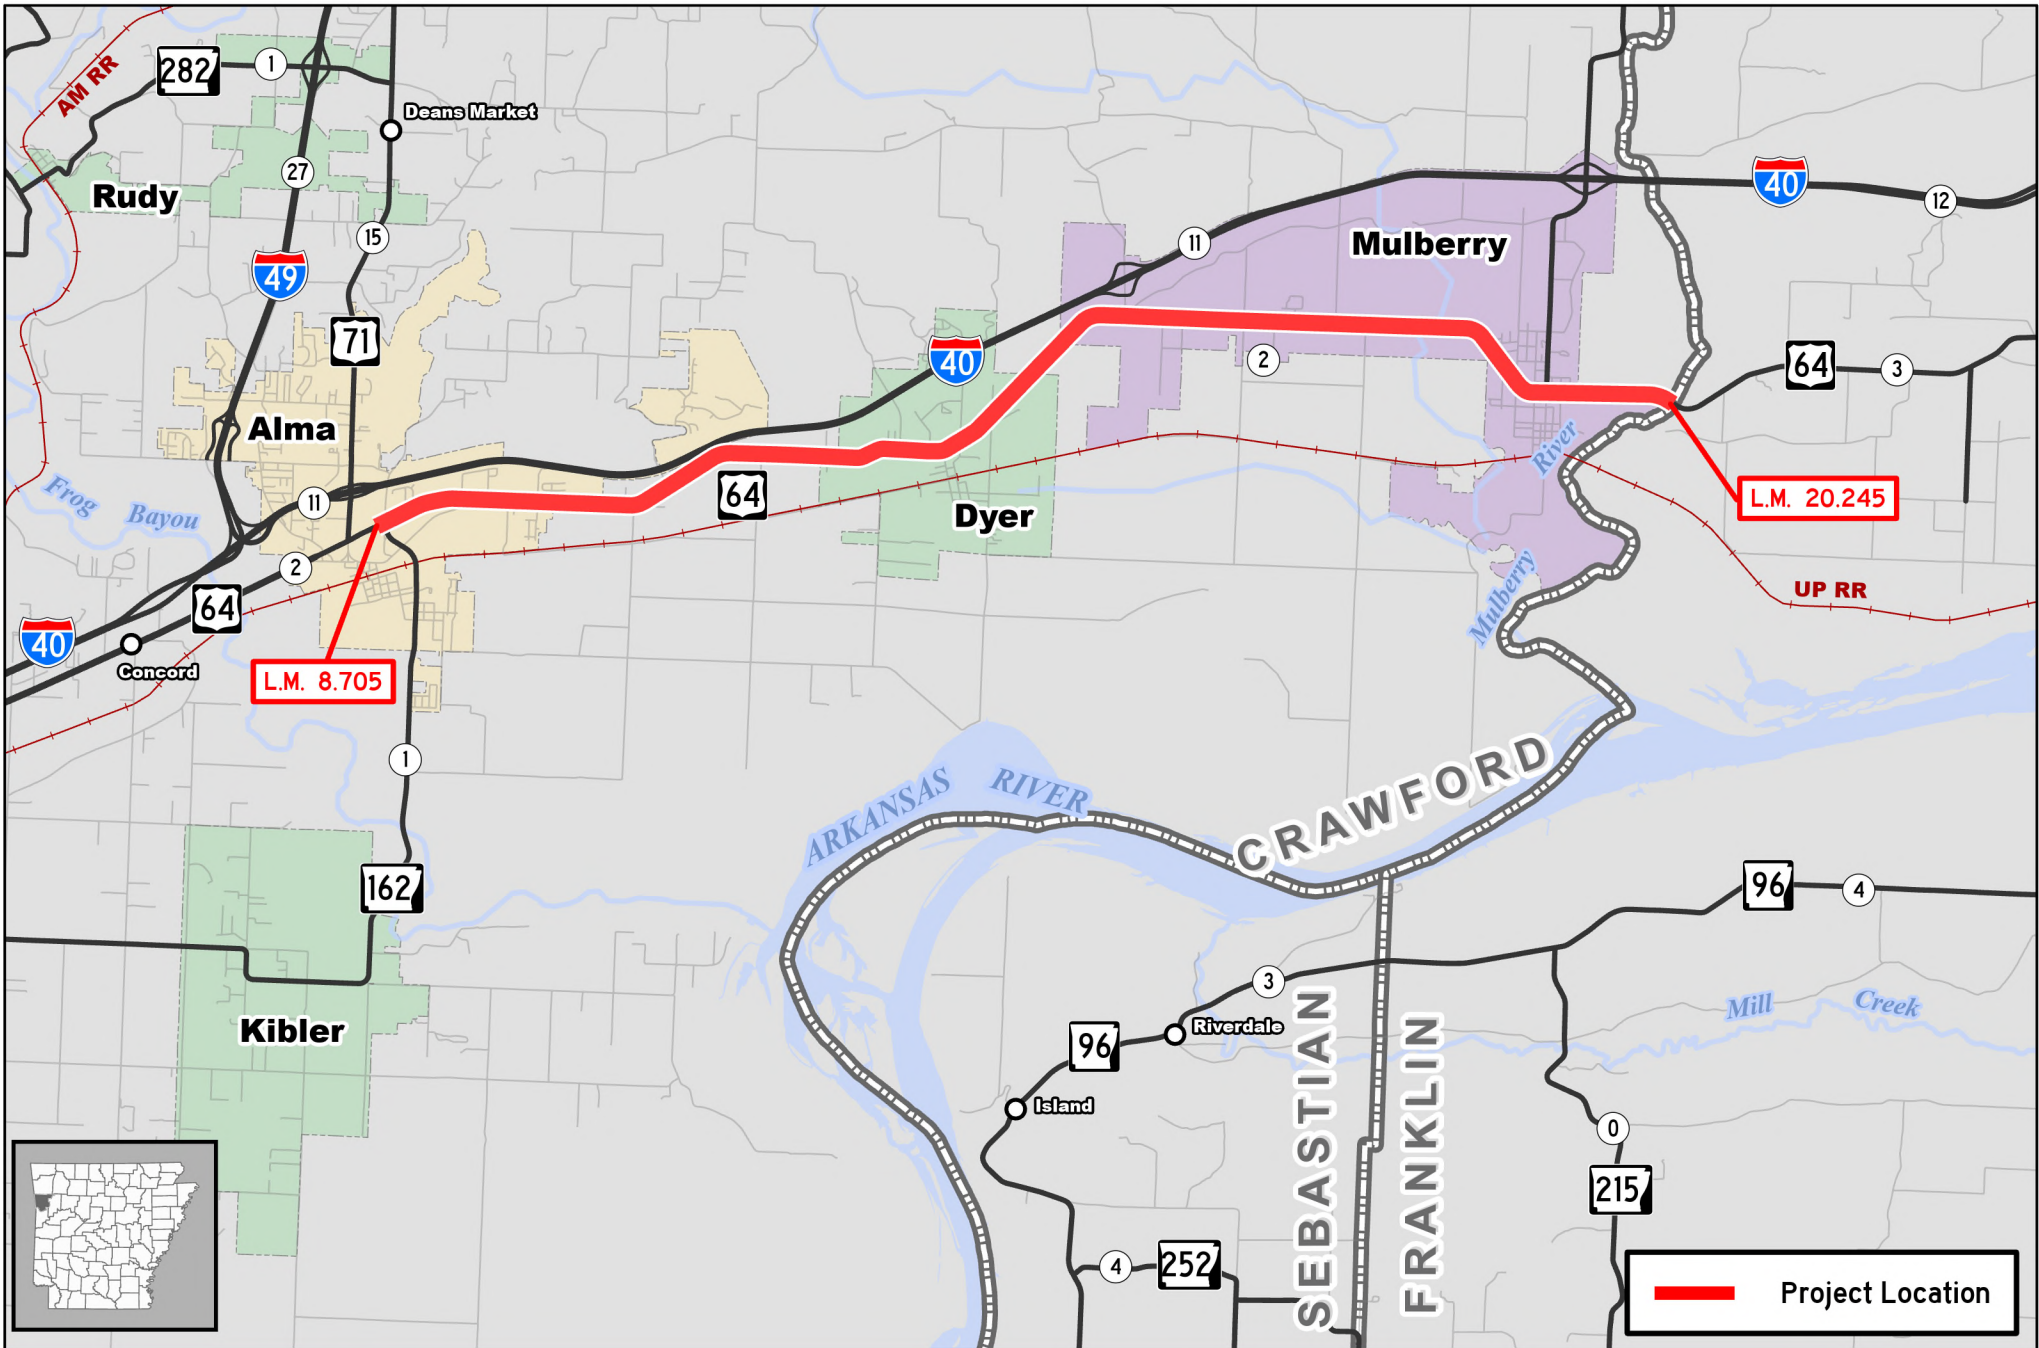 282
1
AM RR
Deans Market
Rudy
27
15
49
71
Alma
11
Frog Bayou
2
64
40
Concord
L.M. 8.705
1
162
Kibler
40
11
Mulberry
40
12
2
64
3
64
Dyer
River
L.M. 20.245
Mulberry
UP RR
ARKANSAS RIVER
CRAWFORD
96
4
3
Riverdale
96
Island
SEBASTIAN
FRANKLIN
Mill Creek
0
215
4
252
Project Location